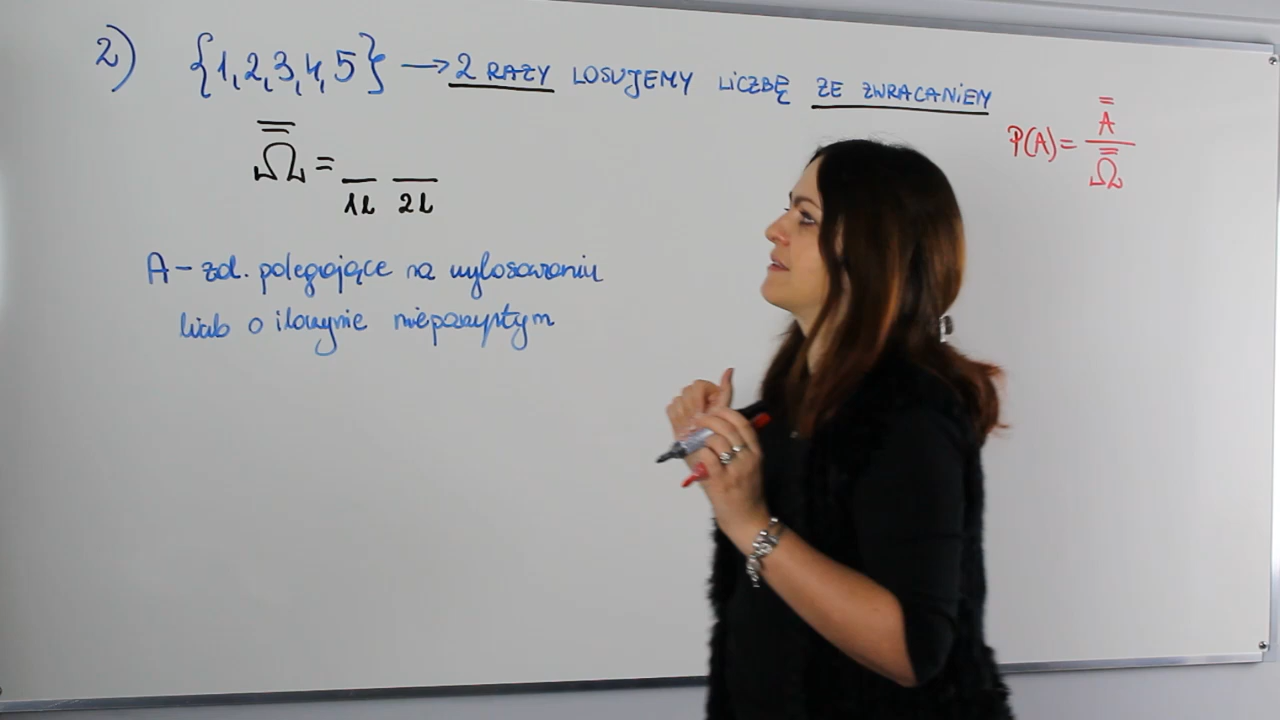 2) {1,2,3,4,5} → 2 RAZY LOSUJEMY LICZBĘ ZE ZWRACANIEM
P(A) = A̿ / Ω̿
Ω̿ = __ __
1l 2l
A – zd. polegające na wylosowaniu
liczb o iloczynie nieparzystym